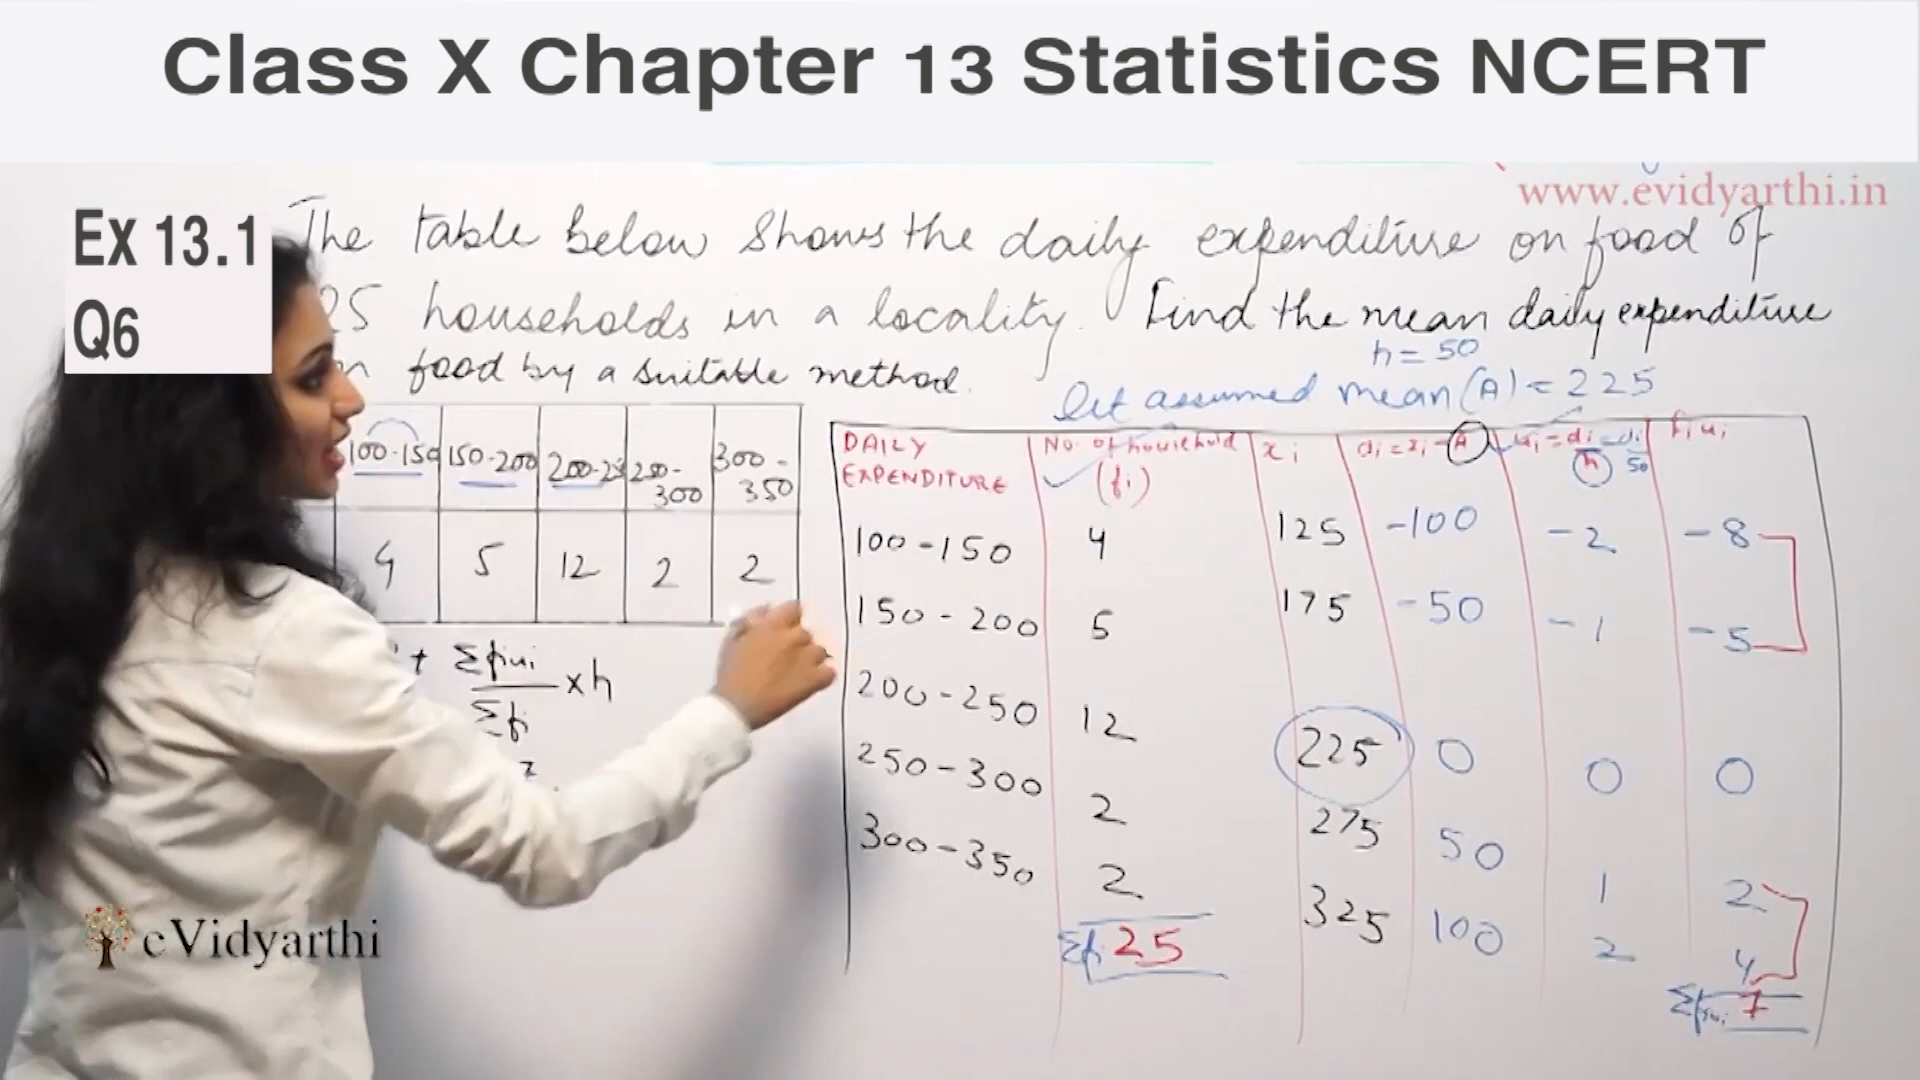 Class X Chapter 13 Statistics NCERT
www.evidyarthi.in
Ex 13.1
Q6
The table below shows the daily expenditure on food of
25 households in a locality. Find the mean daily expenditure
food by a suitable method.
h = 50
let assumed mean (A) = 225
100-150 150-200 200-25 250-300 300-350
4 5 12 2 2
+ Σfiui / Σfi × h
DAILY EXPENDITURE No. of household (fi) xi di = xi - A ui = di/h = di/50 fiui
100-150 4 125 -100 -2 -8
150-200 5 175 -50 -1 -5
200-250 12 225 0 0 0
250-300 2 275 50 1 2
300-350 2 325 100 2 4
Σfi 25 Σfiui 7
eVidyarthi